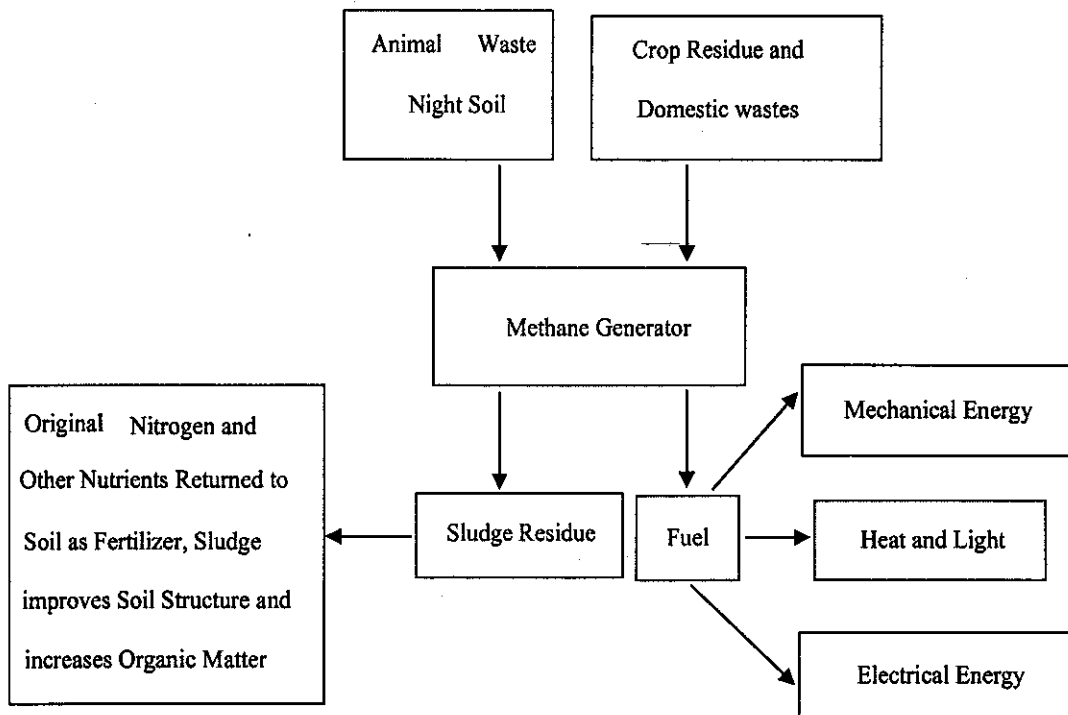 Animal Waste
Night Soil
Crop Residue and
Domestic wastes
Methane Generator
Mechanical Energy
Original Nitrogen and
Other Nutrients Returned to
Soil as Fertilizer, Sludge
improves Soil Structure and
increases Organic Matter
Sludge Residue
Fuel
Heat and Light
Electrical Energy